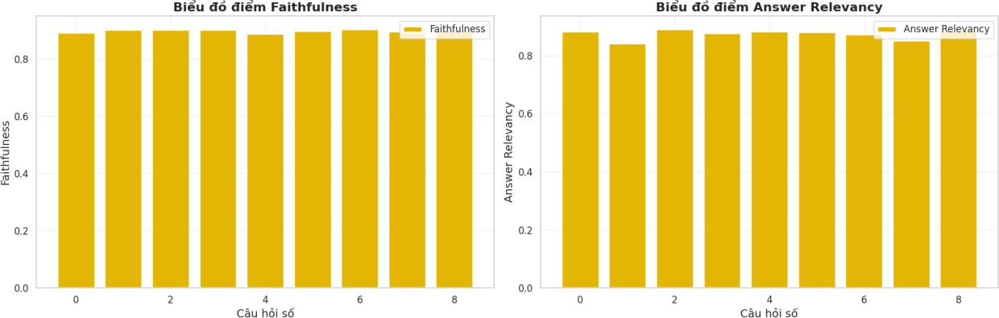 Biểu đồ điểm Faithfulness
Faithfulness
0.8
0.6
0.4
0.2
0.0
Faithfulness
0
2
4
6
8
Câu hỏi số
Biểu đồ điểm Answer Relevancy
Answer Relevancy
0.8
0.6
0.4
0.2
0.0
Answer Relevancy
0
2
4
6
8
Câu hỏi số